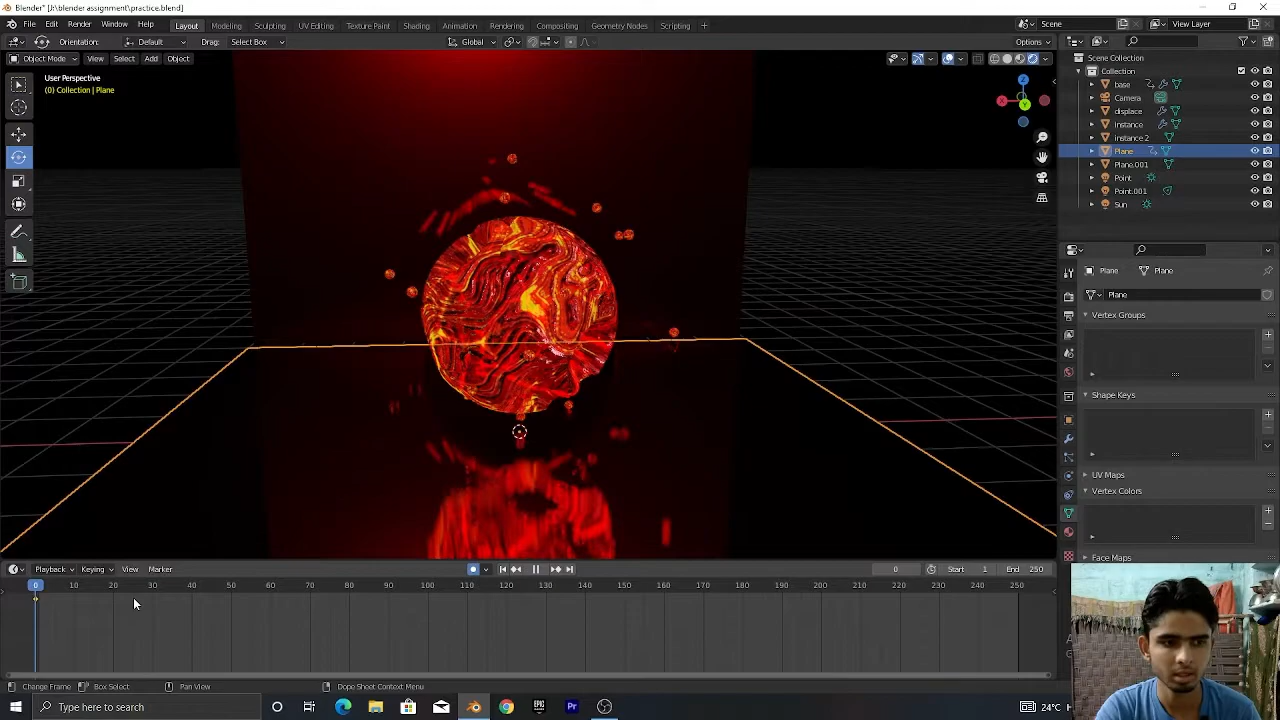 Blender* [J:\blender assignment\practice.blend]
File Edit Render Window Help Layout Modeling Sculpting UV Editing Texture Paint Shading Animation Rendering Compositing Geometry Nodes Scripting + Scene View Layer
Orientation: Default Drag: Select Box Global Options
Object Mode View Select Add Object
User Perspective
(0) Collection | Plane
X Y Z
Scene Collection
Collection
base
Camera
displace
Instance
instance 2
Plane
Plane.001
Point
Point.001
Sun
Plane Plane
Plane
Vertex Groups
Shape Keys
UV Maps
Vertex Colors
Face Maps
Playback Keying View Marker 0 Start 1 End 250
0 10 20 30 40 50 60 70 80 90 100 110 120 130 140 150 160 170 180 190 200 210 220 230 240 250
Change Frame Box Select Pan View Dope Sheet Context Menu
Type here to search EPIC Pr 24°C